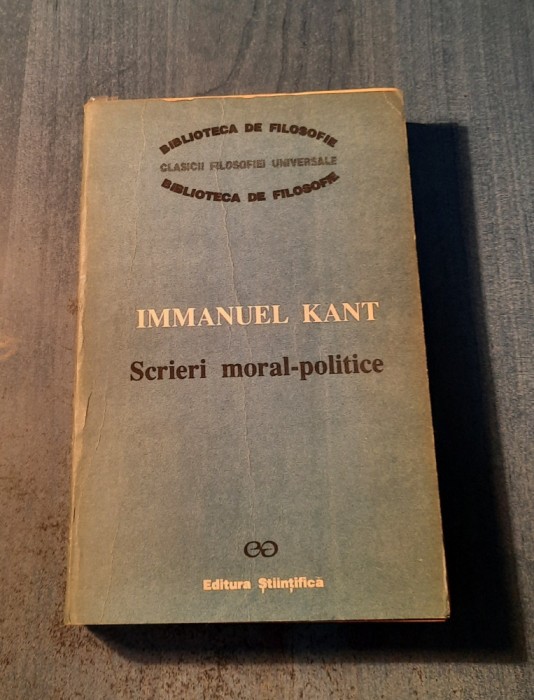 BIBLIOTECA DE FILOSOFIE
CLASICII FILOSOFIEI UNIVERSALE
BIBLIOTECA DE FILOSOFIE
IMMANUEL KANT
Scrieri moral-politice
Editura Științifică